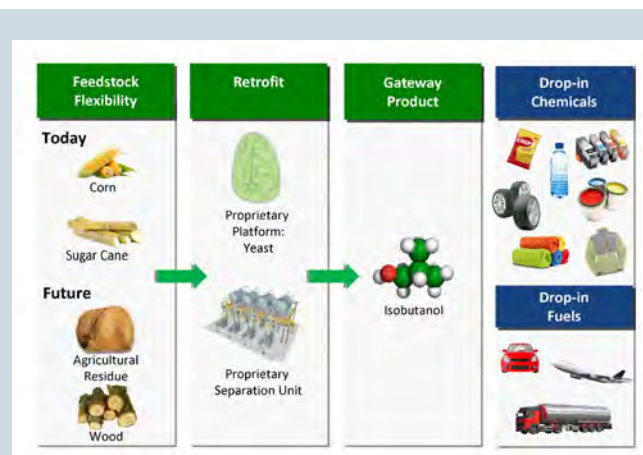 Feedstock
Flexibility
Today
Corn
Sugar Cane
Future
Agricultural
Residue
Wood
Retrofit
Proprietary
Platform:
Yeast
Proprietary
Separation Unit
Gateway
Product
Isobutanol
Drop-in
Chemicals
Drop-in
Fuels